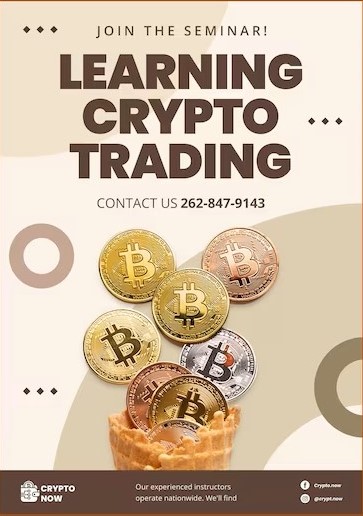 JOIN THE SEMINAR!
LEARNING
CRYPTO
TRADING
CONTACT US 262-847-9143
CRYPTO
NOW
Our experienced instructors
operate nationwide. We'll find
Crypto.now
@crypt.now